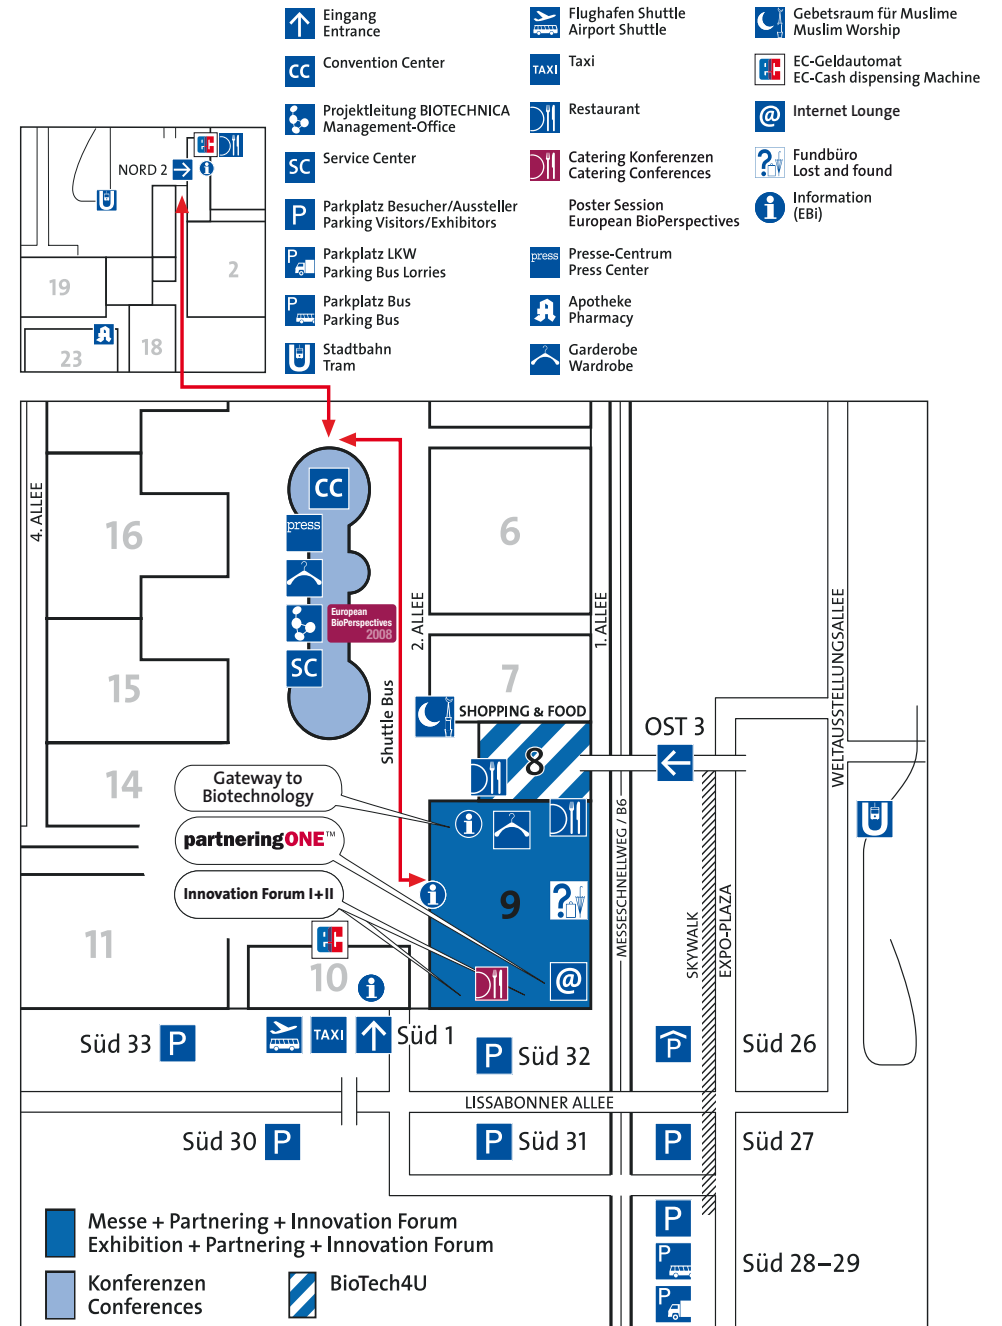 Eingang
Entrance
CC
Convention Center
Projektleitung BIOTECHNICA
Management-Office
SC
Service Center
P
Parkplatz Besucher/Aussteller
Parking Visitors/Exhibitors
P
Parkplatz LKW
Parking Bus Lorries
P
Parkplatz Bus
Parking Bus
U
Stadtbahn
Tram
Flughafen Shuttle
Airport Shuttle
TAXI
Taxi
Restaurant
Catering Konferenzen
Catering Conferences
Poster Session
European BioPerspectives
press
Presse-Centrum
Press Center
A
Apotheke
Pharmacy
Garderobe
Wardrobe
Gebetsraum für Muslime
Muslim Worship
ec
EC-Geldautomat
EC-Cash dispensing Machine
@
Internet Lounge
?
Fundbüro
Lost and found
i
Information
(EBi)
ec
NORD 2
i
U
2
19
A
18
23
4. ALLEE
CC
press
16
6
European
BioPerspectives
2008
2. ALLEE
1. ALLEE
WELTAUSSTELLUNGSALLEE
SC
15
7
Shuttle Bus
SHOPPING & FOOD
OST 3
8
14
Gateway to
Biotechnology
i
U
partneringONE™
MESSESCHNELLWEG / B6
Innovation Forum I+II
i
9
?
SKYWALK
EXPO-PLAZA
ec
11
10
i
@
Süd 33
P
TAXI
Süd 1
P
Süd 32
P
Süd 26
LISSABONNER ALLEE
Süd 30
P
P
Süd 31
P
Süd 27
P
P
P
Süd 28–29
Messe + Partnering + Innovation Forum
Exhibition + Partnering + Innovation Forum
Konferenzen
Conferences
BioTech4U